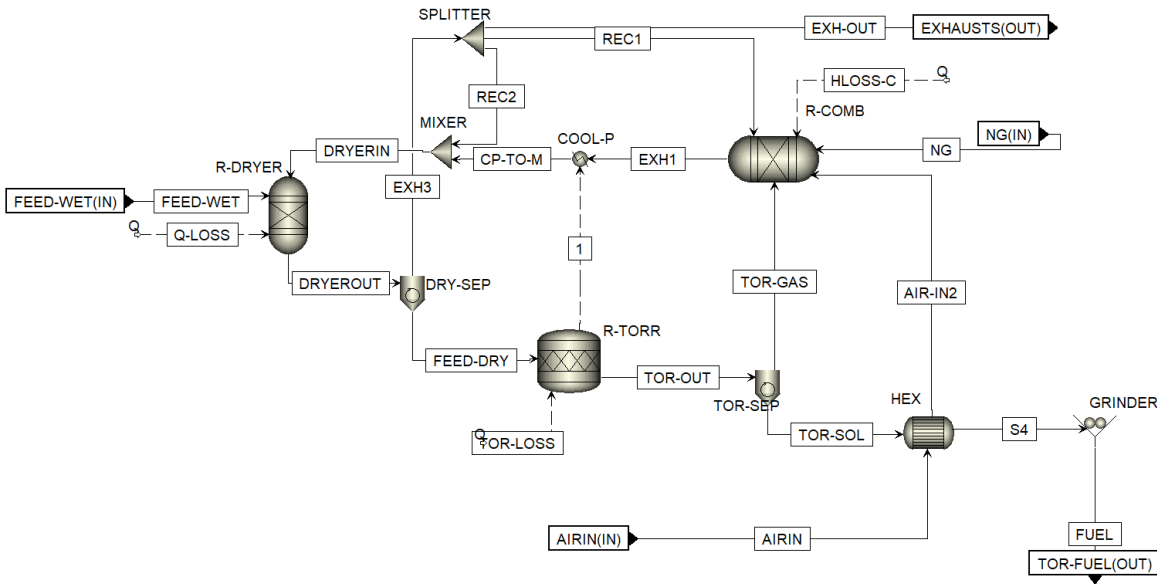 SPLITTER
EXH-OUT
EXHAUSTS(OUT)
REC1
HLOSS-C
Q
REC2
R-COMB
MIXER
COOL-P
NG(IN)
DRYERIN
CP-TO-M
EXH1
NG
R-DRYER
EXH3
FEED-WET(IN)
FEED-WET
Q
Q-LOSS
1
DRYEROUT
DRY-SEP
TOR-GAS
AIR-IN2
R-TORR
FEED-DRY
TOR-OUT
TOR-SEP
HEX
GRINDER
Q
OR-LOSS
TOR-SOL
S4
AIRIN(IN)
AIRIN
FUEL
TOR-FUEL(OUT)